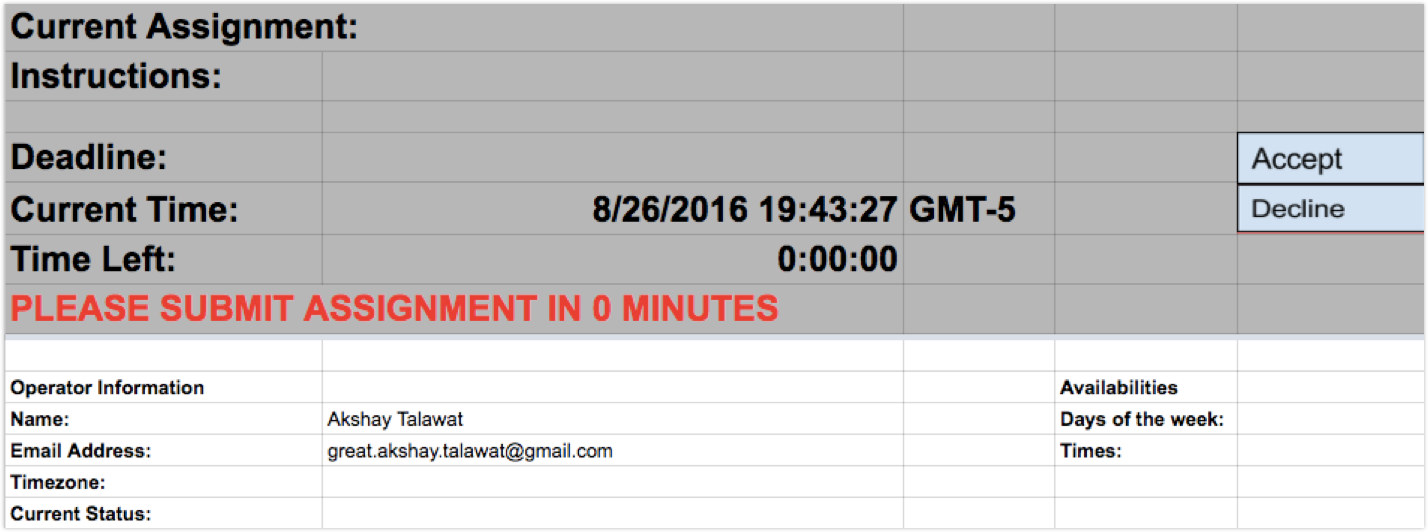 Current Assignment:
Instructions:
Deadline:
Accept
Current Time: 8/26/2016 19:43:27 GMT-5
Decline
Time Left: 0:00:00
PLEASE SUBMIT ASSIGNMENT IN 0 MINUTES
Operator Information Availabilities
Name: Akshay Talawat Days of the week:
Email Address: great.akshay.talawat@gmail.com Times:
Timezone:
Current Status: